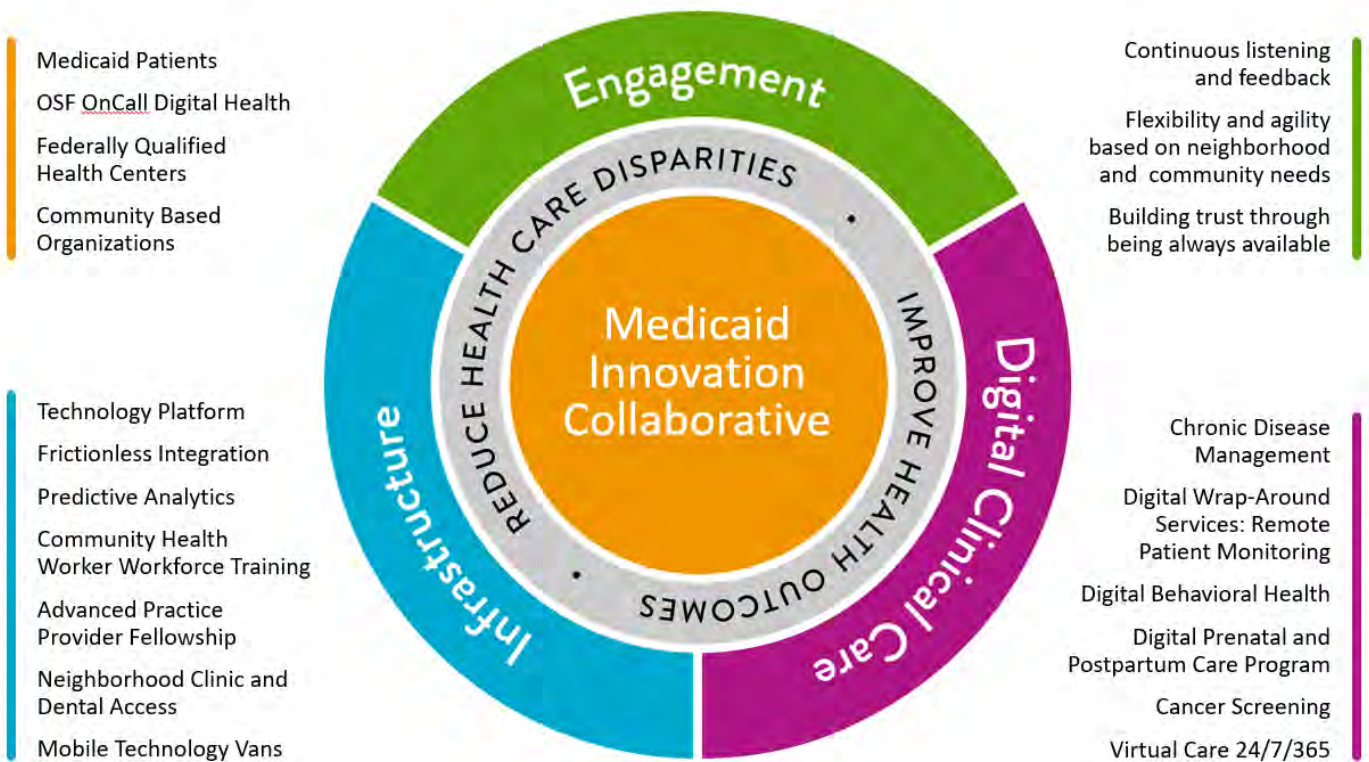 Medicaid Patients
OSF OnCall Digital Health
Federally Qualified
Health Centers
Community Based
Organizations
Technology Platform
Frictionless Integration
Predictive Analytics
Community Health
Worker Workforce Training
Advanced Practice
Provider Fellowship
Neighborhood Clinic and
Dental Access
Mobile Technology Vans
Engagement
Digital Clinical Care
Infrastructure
REDUCE HEALTH CARE DISPARITIES •
IMPROVE HEALTH OUTCOMES •
Medicaid
Innovation
Collaborative
Continuous listening
and feedback
Flexibility and agility
based on neighborhood
and community needs
Building trust through
being always available
Chronic Disease
Management
Digital Wrap-Around
Services: Remote
Patient Monitoring
Digital Behavioral Health
Digital Prenatal and
Postpartum Care Program
Cancer Screening
Virtual Care 24/7/365